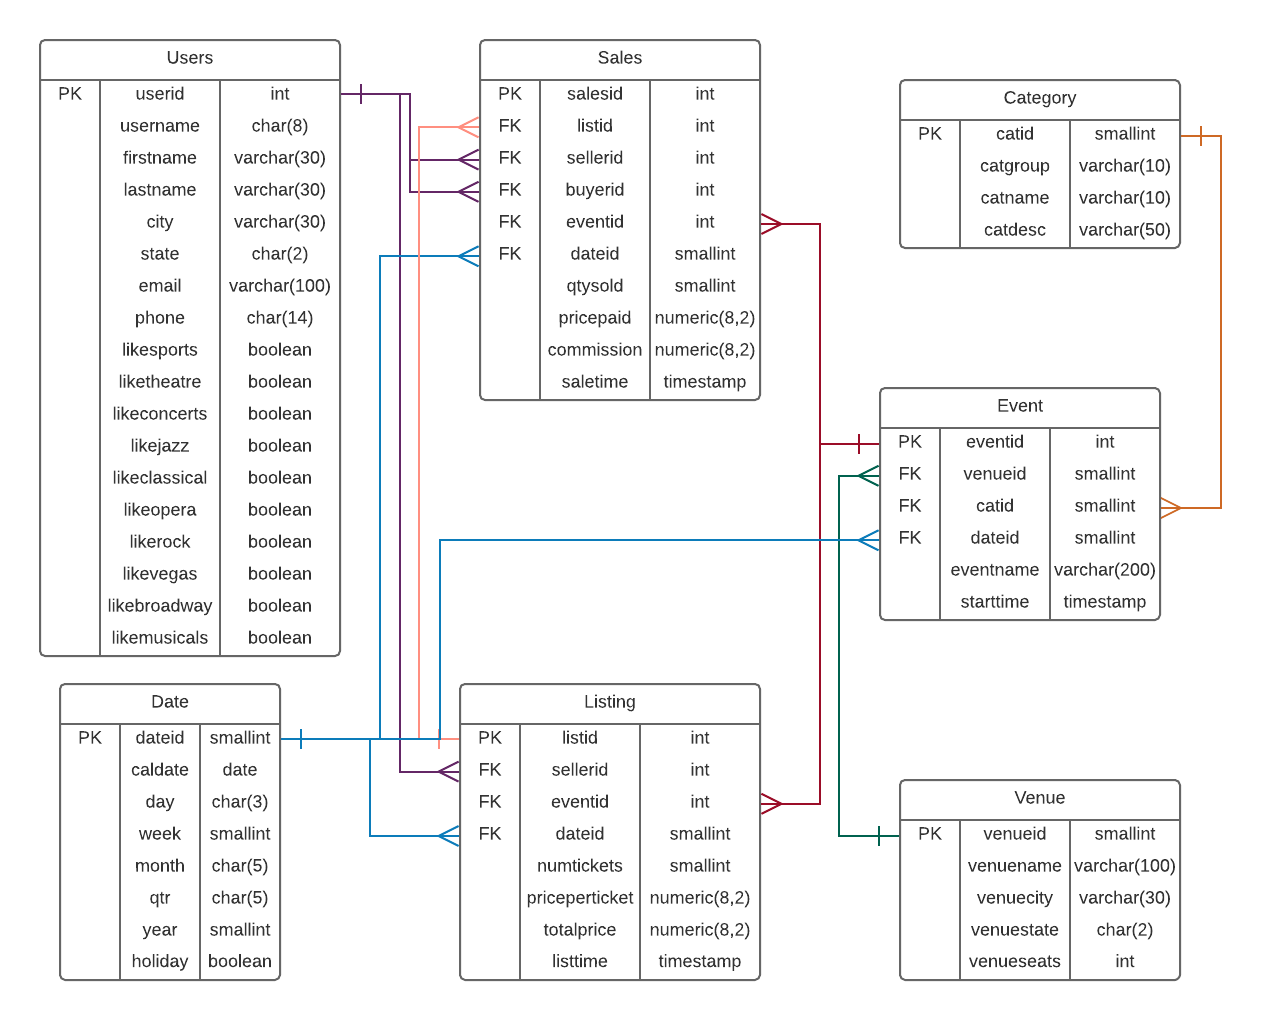 Users
PK userid int
username char(8)
firstname varchar(30)
lastname varchar(30)
city varchar(30)
state char(2)
email varchar(100)
phone char(14)
likesports boolean
liketheatre boolean
likeconcerts boolean
likejazz boolean
likeclassical boolean
likeopera boolean
likerock boolean
likevegas boolean
likebroadway boolean
likemusicals boolean
Sales
PK salesid int
FK listid int
FK sellerid int
FK buyerid int
FK eventid int
FK dateid smallint
qtysold smallint
pricepaid numeric(8,2)
commission numeric(8,2)
saletime timestamp
Category
PK catid smallint
catgroup varchar(10)
catname varchar(10)
catdesc varchar(50)
Event
PK eventid int
FK venueid smallint
FK catid smallint
FK dateid smallint
eventname varchar(200)
starttime timestamp
Date
PK dateid smallint
caldate date
day char(3)
week smallint
month char(5)
qtr char(5)
year smallint
holiday boolean
Listing
PK listid int
FK sellerid int
FK eventid int
FK dateid smallint
numtickets smallint
priceperticket numeric(8,2)
totalprice numeric(8,2)
listtime timestamp
Venue
PK venueid smallint
venuename varchar(100)
venuecity varchar(30)
venuestate char(2)
venueseats int